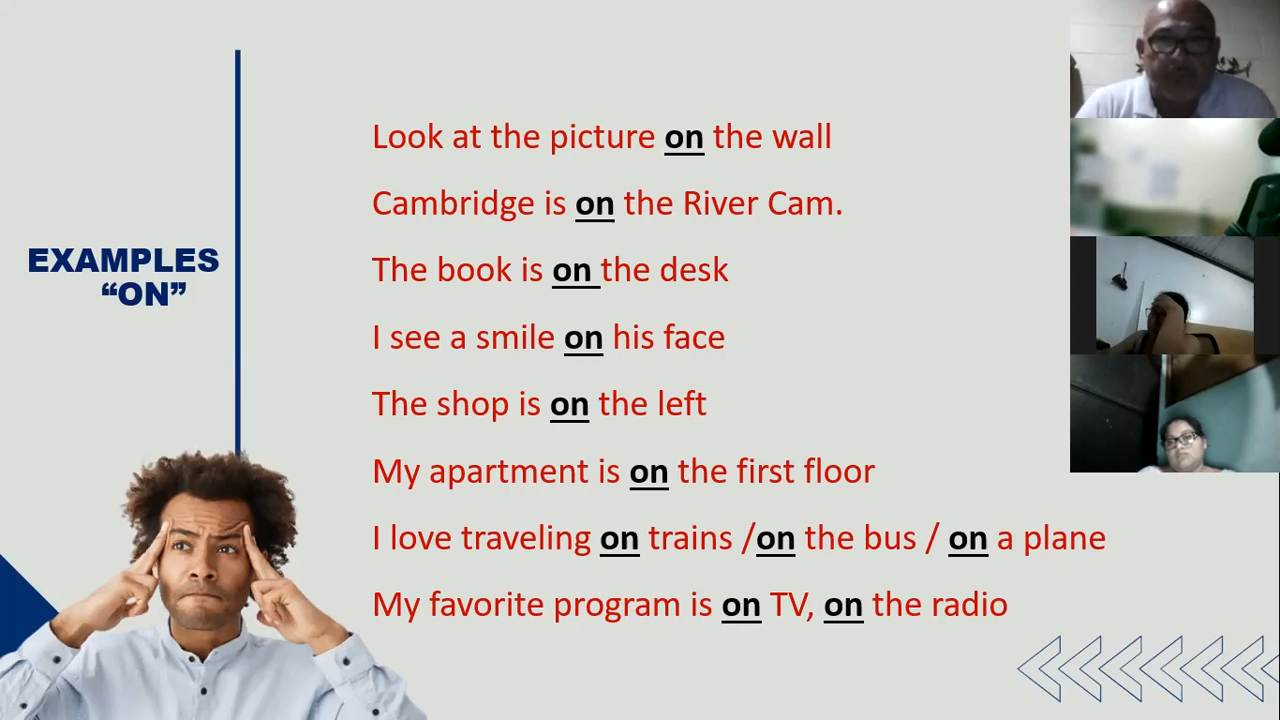 EXAMPLES
“ON”
Look at the picture on the wall
Cambridge is on the River Cam.
The book is on the desk
I see a smile on his face
The shop is on the left
My apartment is on the first floor
I love traveling on trains /on the bus / on a plane
My favorite program is on TV, on the radio